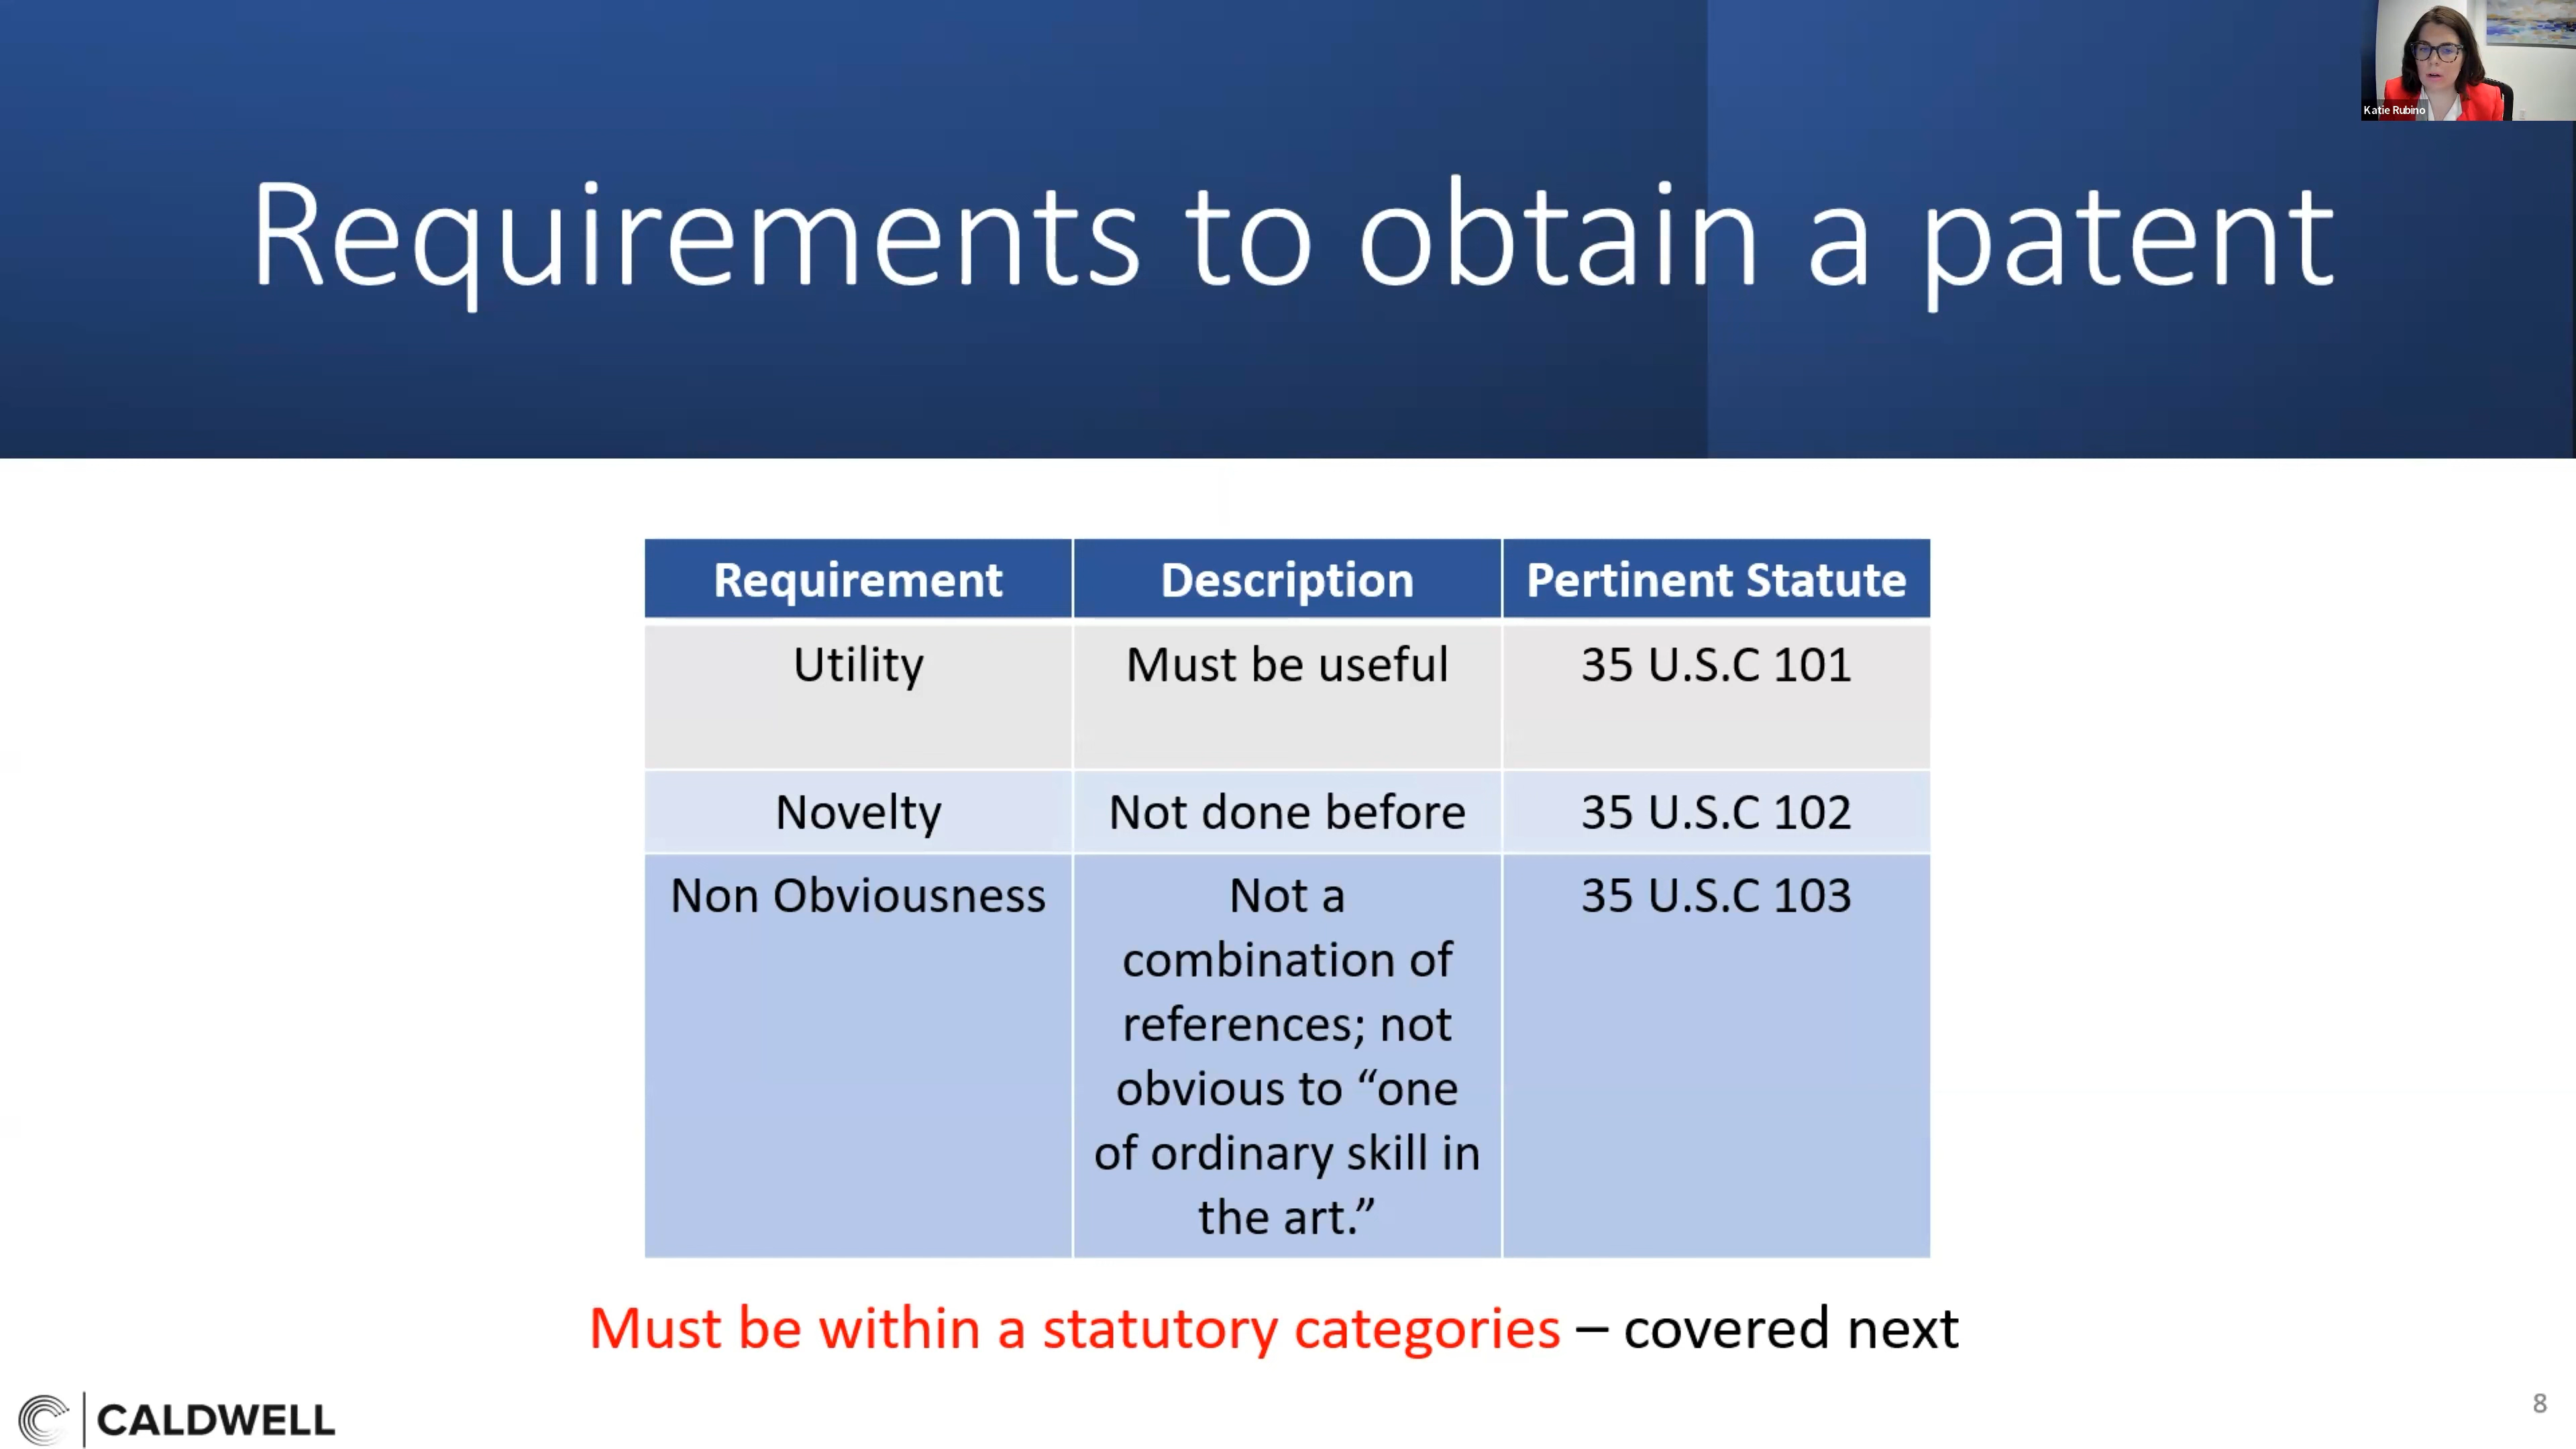 Katie Rubino
Requirements to obtain a patent
Requirement Description Pertinent Statute
Utility Must be useful 35 U.S.C 101
Novelty Not done before 35 U.S.C 102
Non Obviousness Not a 35 U.S.C 103
combination of
references; not
obvious to “one
of ordinary skill in
the art.”
Must be within a statutory categories – covered next
CALDWELL
8